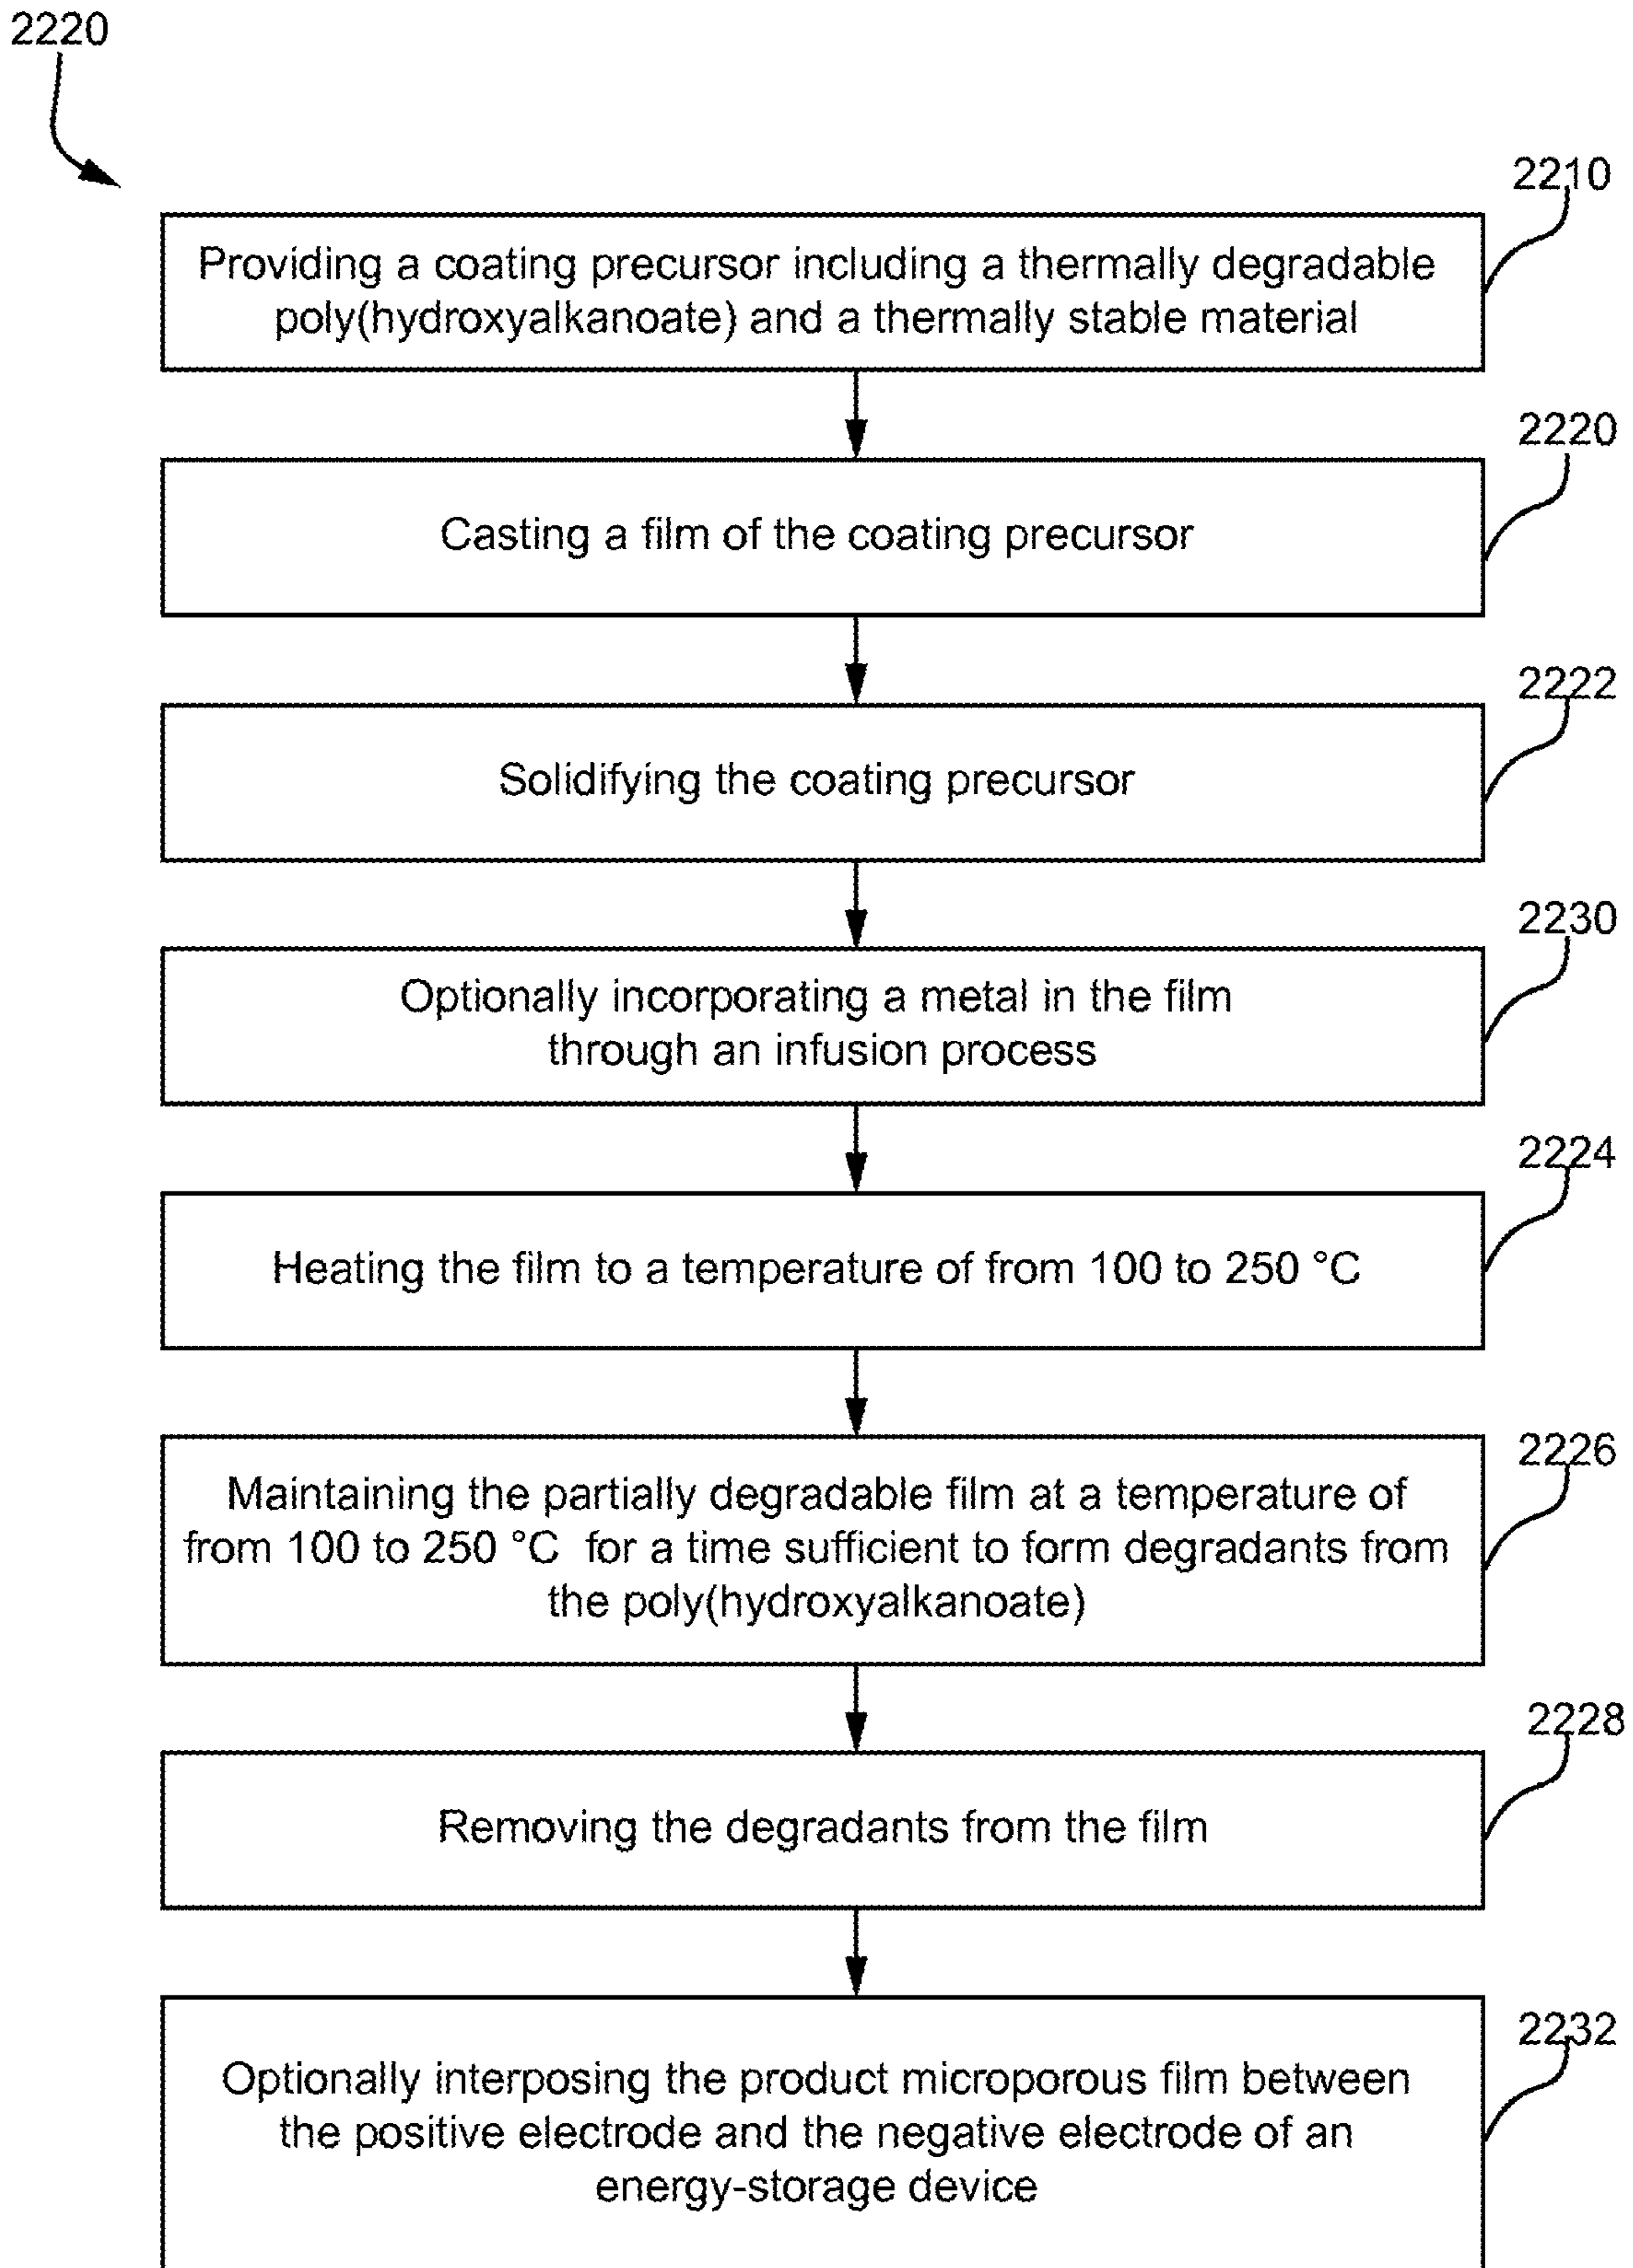 2220
2210
Providing a coating precursor including a thermally degradable
poly(hydroxyalkanoate) and a thermally stable material
2220
Casting a film of the coating precursor
2222
Solidifying the coating precursor
2230
Optionally incorporating a metal in the film
through an infusion process
2224
Heating the film to a temperature of from 100 to 250 °C
2226
Maintaining the partially degradable film at a temperature of
from 100 to 250 °C for a time sufficient to form degradants from
the poly(hydroxyalkanoate)
2228
Removing the degradants from the film
2232
Optionally interposing the product microporous film between
the positive electrode and the negative electrode of an
energy-storage device